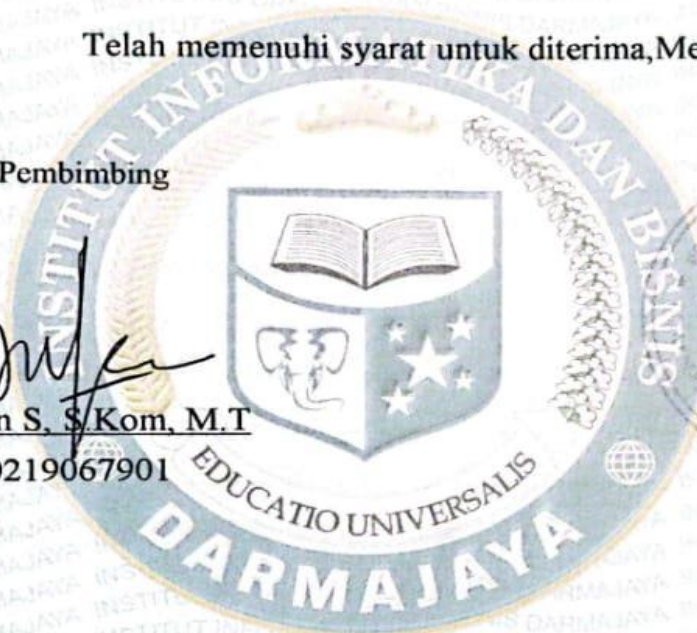 Telah memenuhi syarat untuk diterima,Me
Pembimbing
n S, S.Kom, M.T
0219067901
INSTITUT INFORMATIKA DAN BISNIS
EDUCATIO UNIVERSALIS
DARMAJAYA